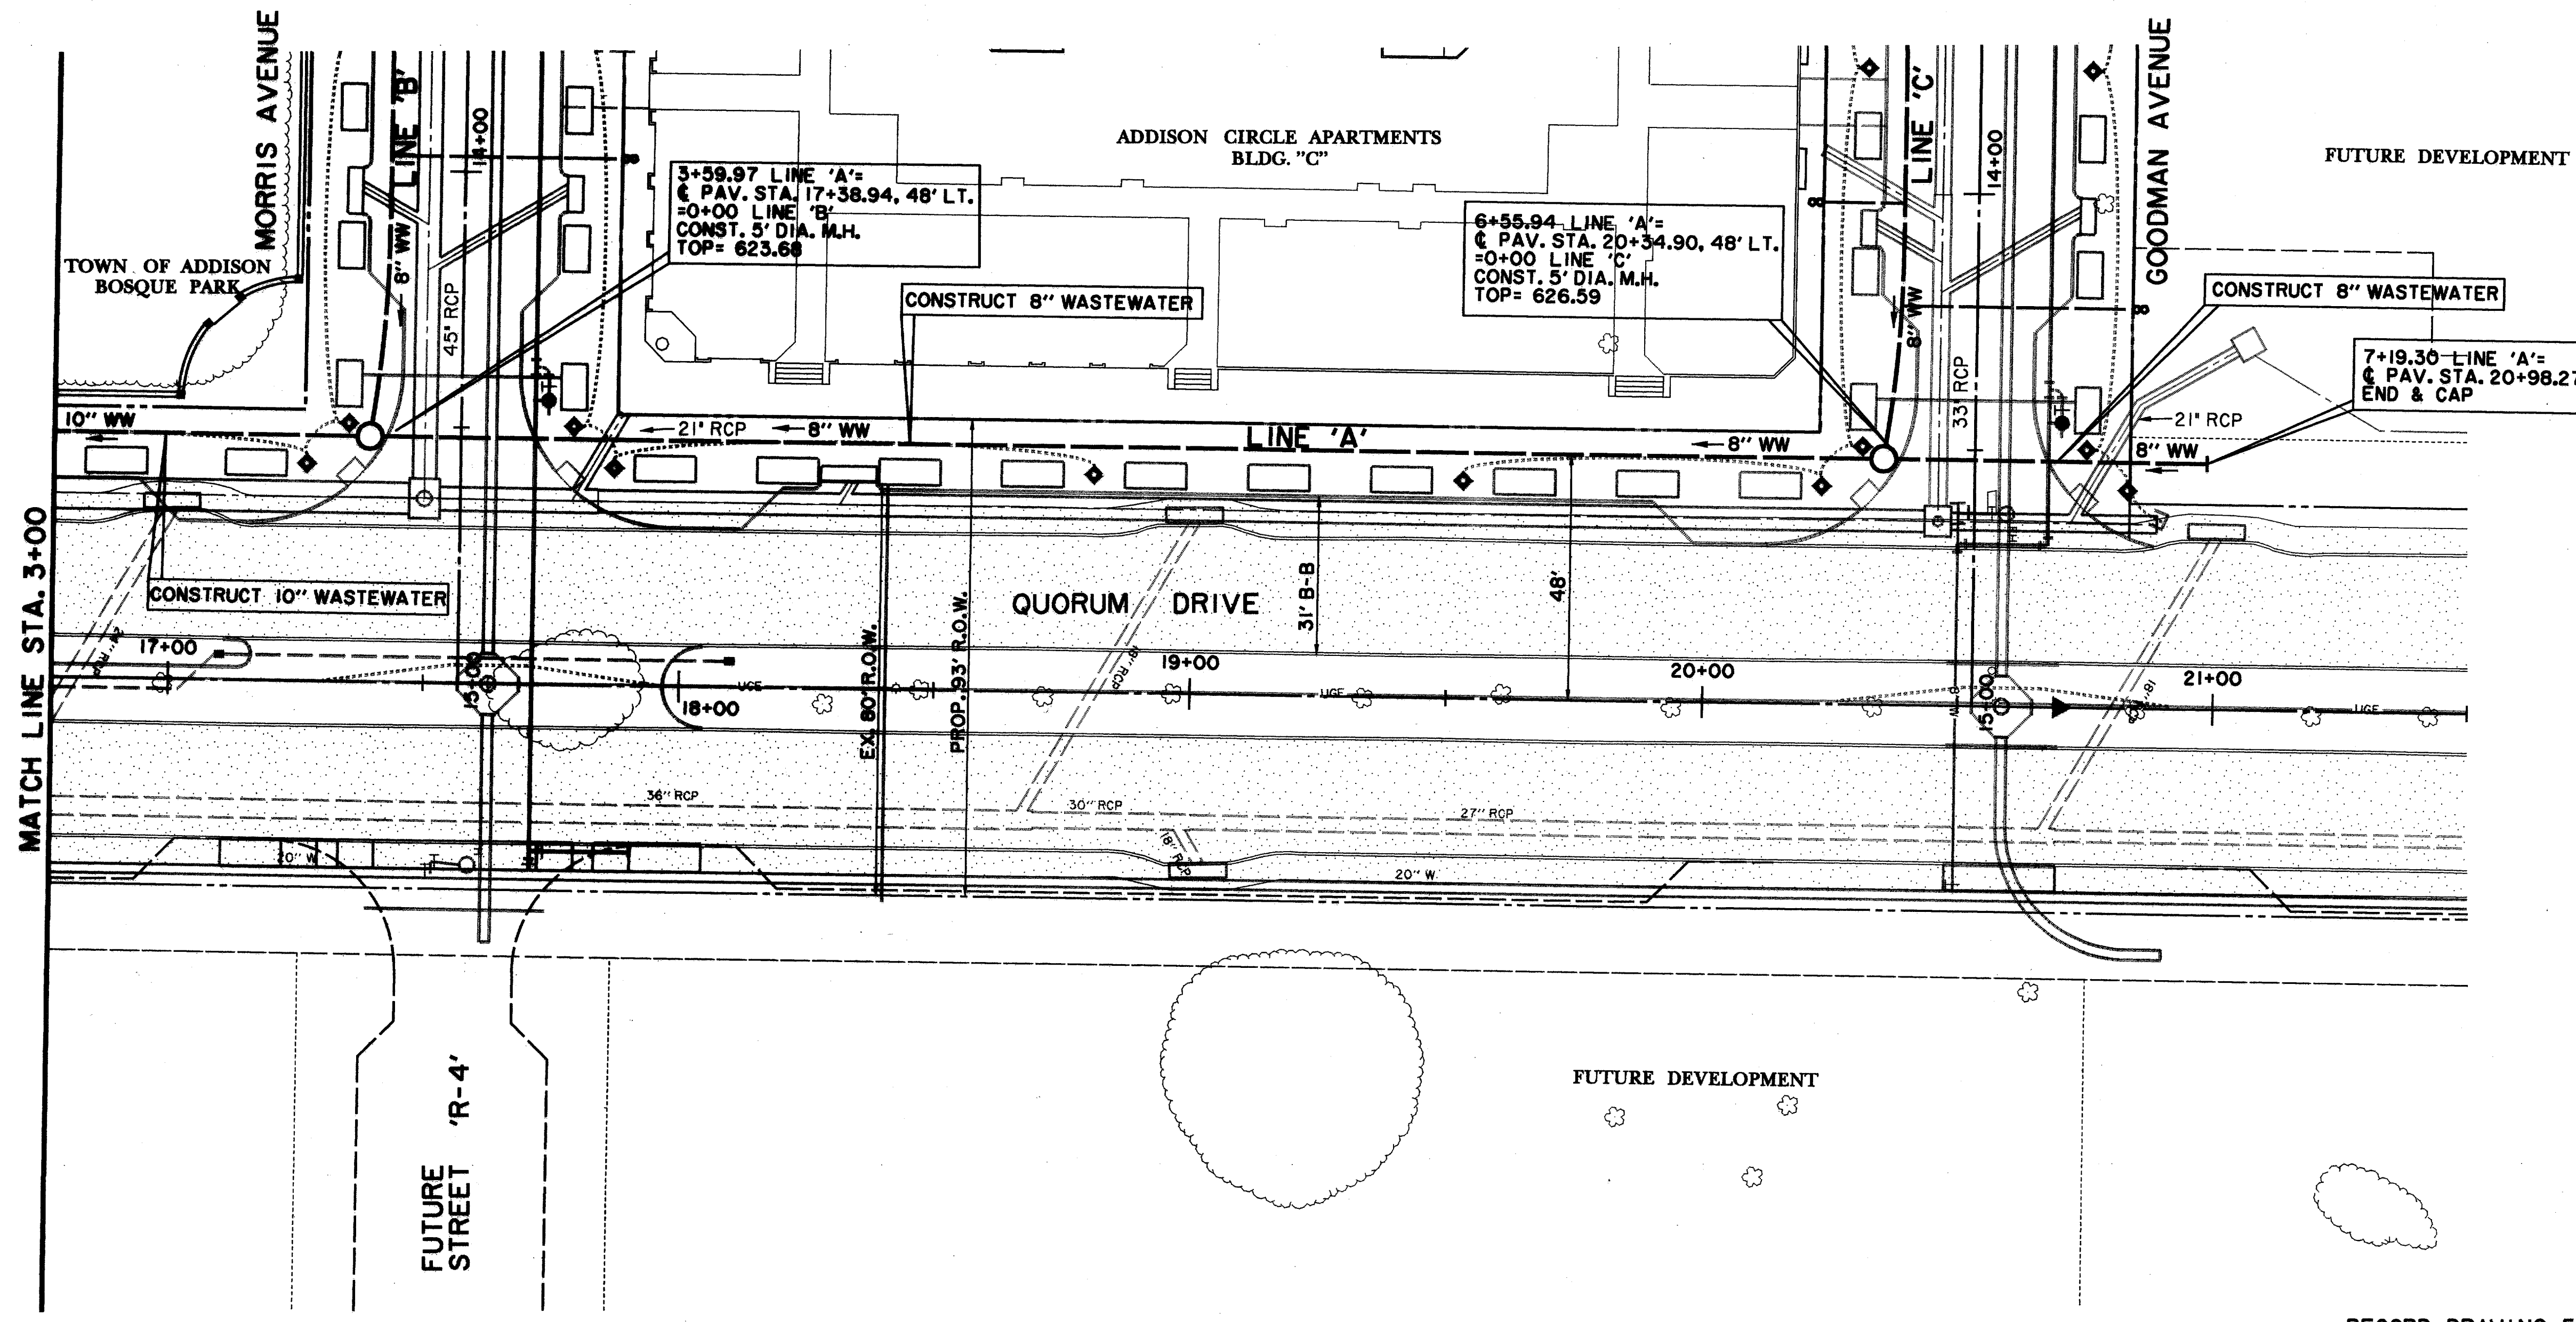 MORRIS AVENUE
LINE 'B'
14+00
8" WW
45" RCP
TOWN OF ADDISON
BOSQUE PARK
3+59.97 LINE 'A'=
℄ PAV. STA. 17+38.94, 48' LT.
=0+00 LINE 'B'
CONST. 5' DIA. M.H.
TOP= 623.68
ADDISON CIRCLE APARTMENTS
BLDG. "C"
CONSTRUCT 8" WASTEWATER
6+55.94 LINE 'A'=
℄ PAV. STA. 20+34.90, 48' LT.
=0+00 LINE 'C'
CONST. 5' DIA. M.H.
TOP= 626.59
LINE 'C'
14+00
8" WW
33" RCP
GOODMAN AVENUE
FUTURE DEVELOPMENT
CONSTRUCT 8" WASTEWATER
7+19.30 LINE 'A'=
℄ PAV. STA. 20+98.27
END & CAP
8
8
8
10" WW
21" RCP
8" WW
LINE 'A'
8" WW
21" RCP
8" WW
MATCH LINE STA. 3+00
CONSTRUCT 10" WASTEWATER
QUORUM DRIVE
31' B-B
48'
EX. 80' R.O.W.
PROP. 93' R.O.W.
18" RCP
17+00
15+00
18+00
UGE
19+00
UGE
20+00
15+00
18"
21+00
UGE
36" RCP
30" RCP
27" RCP
18" RCP
20" W
20" W
FUTURE
STREET 'R-4'
FUTURE DEVELOPMENT